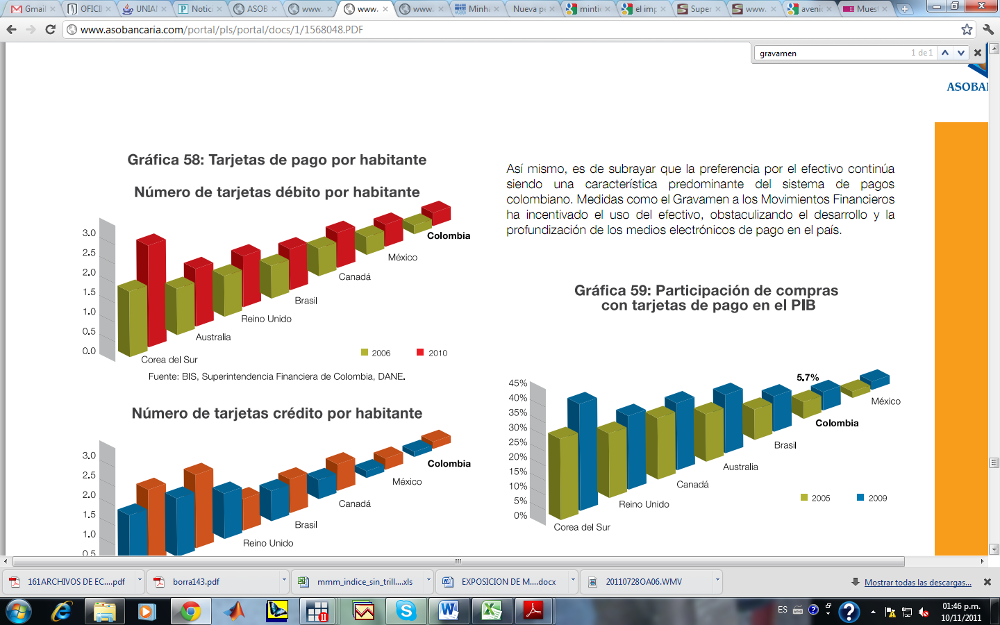 Gmail
OFICI
UNIAN
Notici
ASOB
www.
www.
www.
Minha
Nueva pe
mintic
el imp
Super
www.
aveni
Muest
www.asobancaria.com/portal/pls/portal/docs/1/1568048.PDF
gravamen
1 de 1
ASOBA
Gráfica 58: Tarjetas de pago por habitante
Número de tarjetas débito por habitante
3.0
2.5
2.0
1.5
1.0
0.5
0.0
Colombia
México
Canadá
Brasil
Reino Unido
Australia
Corea del Sur
2006
2010
Fuente: BIS, Superintendencia Financiera de Colombia, DANE.
Número de tarjetas crédito por habitante
3.0
2.5
2.0
1.5
1.0
0.5
Colombia
México
Canadá
Brasil
Reino Unido
Así mismo, es de subrayar que la preferencia por el efectivo continúa
siendo una característica predominante del sistema de pagos
colombiano. Medidas como el Gravamen a los Movimientos Financieros
ha incentivado el uso del efectivo, obstaculizando el desarrollo y la
profundización de los medios electrónicos de pago en el país.
Gráfica 59: Participación de compras
con tarjetas de pago en el PIB
45%
40%
35%
30%
25%
20%
15%
10%
5%
0%
5.7%
México
Colombia
Brasil
Australia
Canadá
Reino Unido
Corea del Sur
2005
2009
161ARCHIVOS DE EC....pdf
borra143.pdf
mmm_indice_sin_trill....xls
EXPOSICION DE M....docx
20110728OA06.WMV
Mostrar todas las descargas...
11
ES
01:46 p.m.
10/11/2011